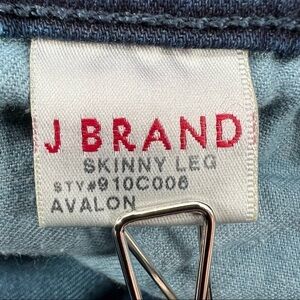 J BRAND
SKINNY LEG
STY#910C006
AVALON